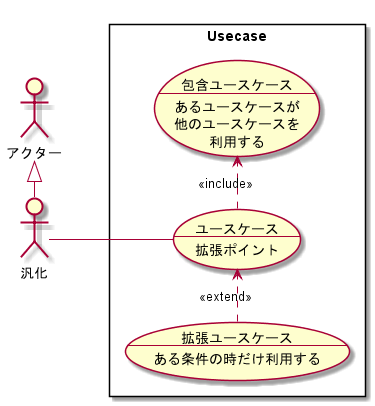 Usecase
包含ユースケース
あるユースケースが
他のユースケースを
利用する
アクター
«include»
ユースケース
拡張ポイント
汎化
«extend»
拡張ユースケース
ある条件の時だけ利用する